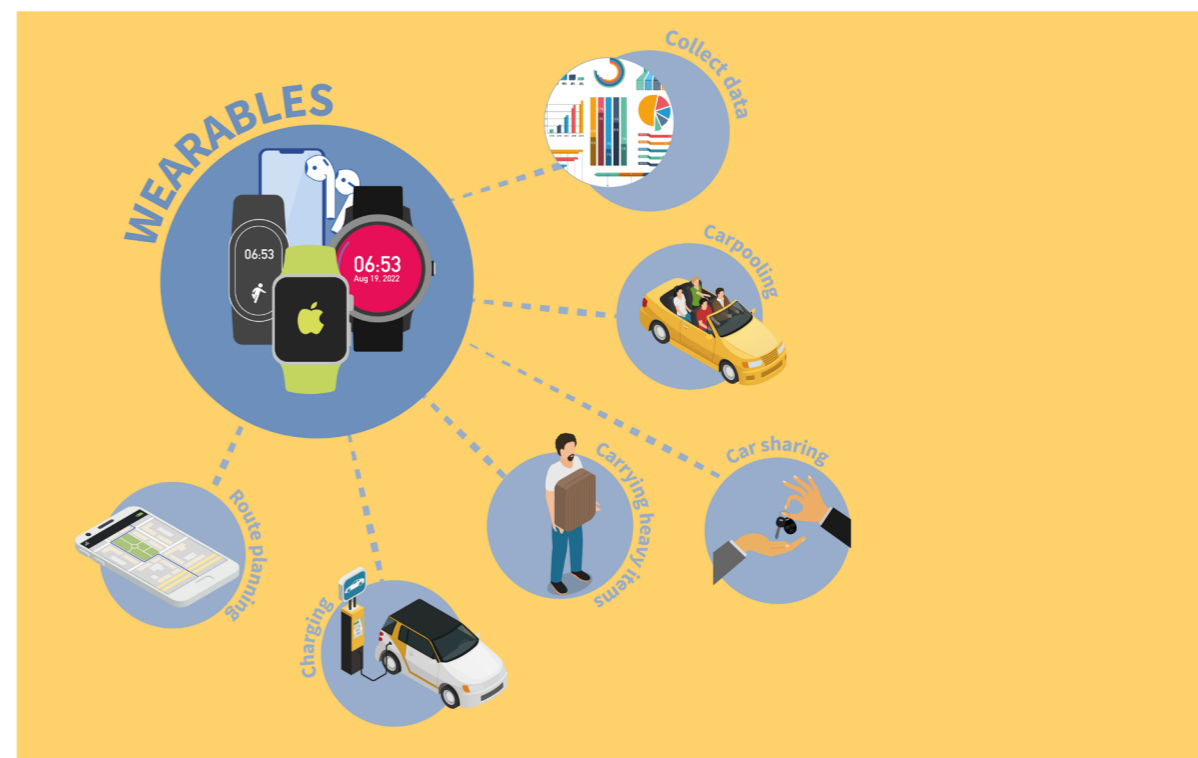 WEARABLES
Collect data
06:53
06:53
Aug 19, 2022
Carpooling
Car sharing
Carrying heavy items
Route planning
Charging